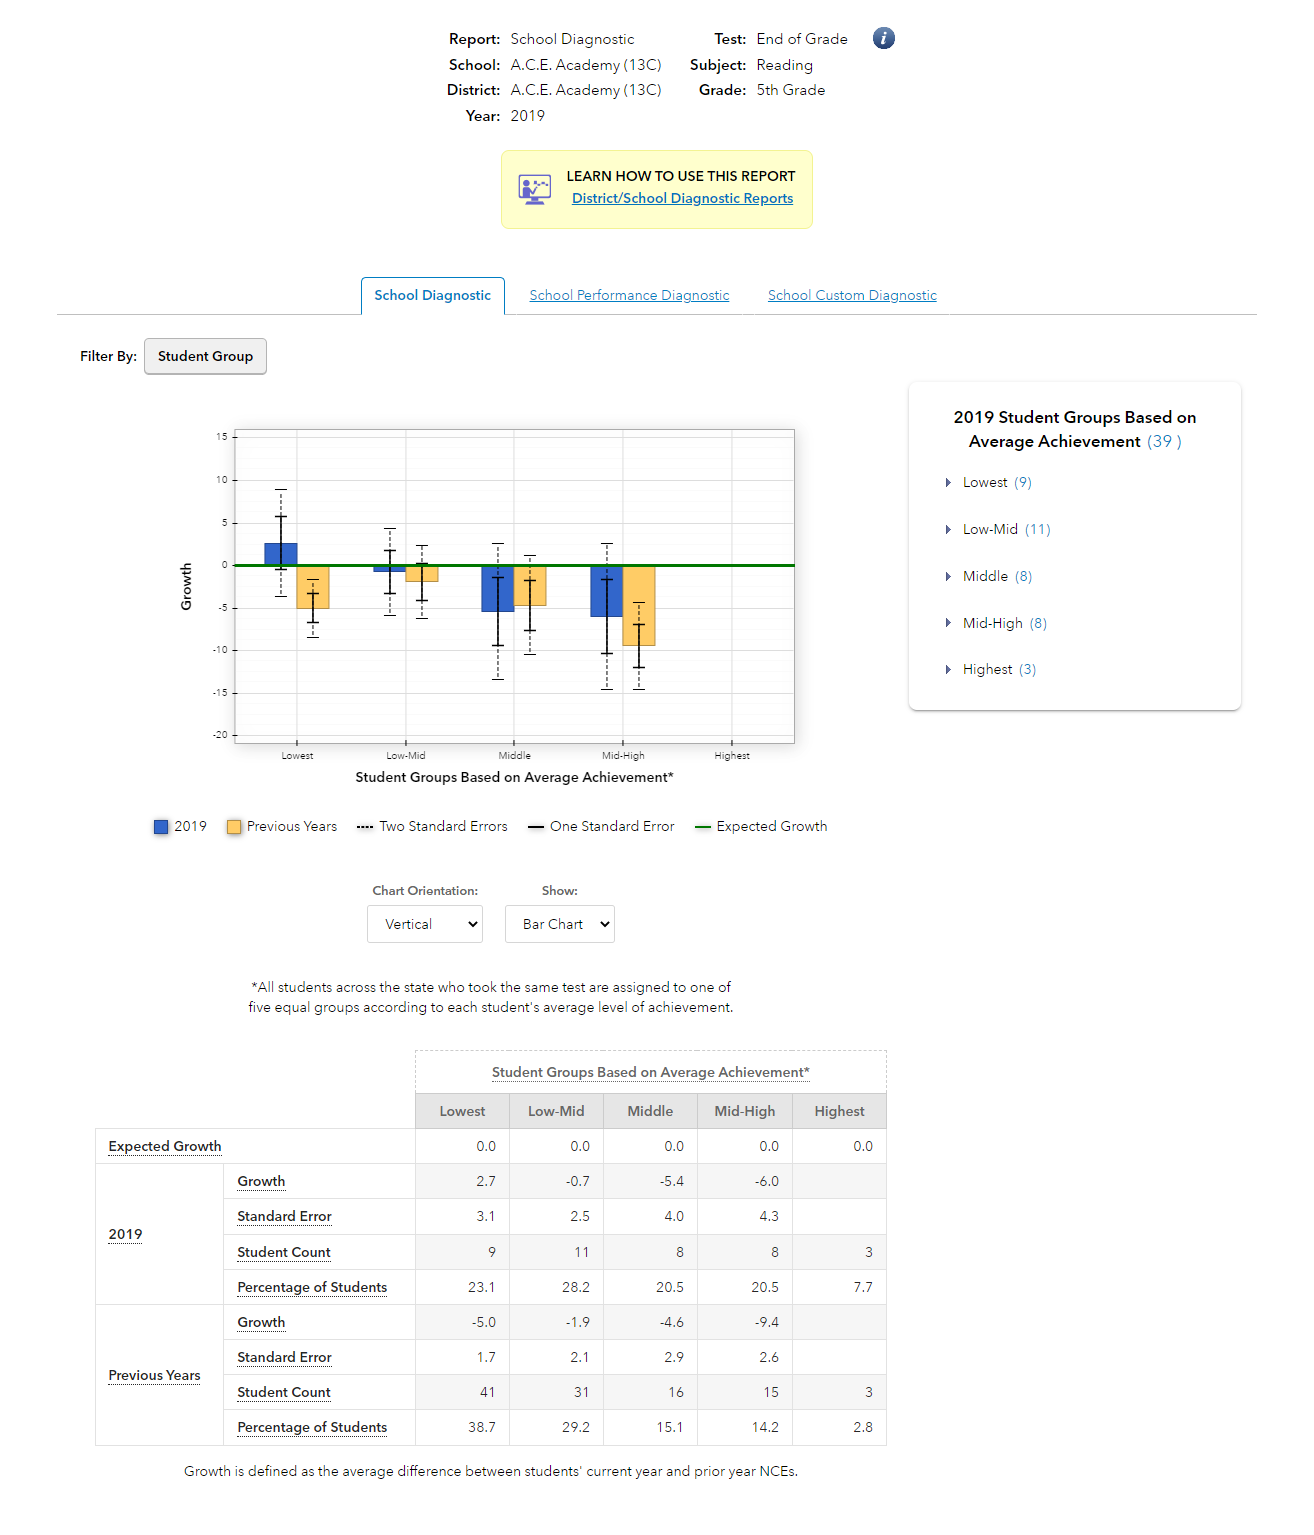 Report: School Diagnostic Test: End of Grade
School: A.C.E. Academy (13C) Subject: Reading
District: A.C.E. Academy (13C) Grade: 5th Grade
Year: 2019
LEARN HOW TO USE THIS REPORT
District/School Diagnostic Reports
School Diagnostic School Performance Diagnostic School Custom Diagnostic
Filter By: Student Group
2019 Student Groups Based on
Average Achievement (39 )
Lowest (9)
Low-Mid (11)
Middle (8)
Mid-High (8)
Highest (3)
Growth
15
10
5
0
-5
-10
-15
-20
Lowest Low-Mid Middle Mid-High Highest
Student Groups Based on Average Achievement*
2019 Previous Years Two Standard Errors One Standard Error Expected Growth
Chart Orientation: Show:
Vertical Bar Chart
*All students across the state who took the same test are assigned to one of
five equal groups according to each student's average level of achievement.
Student Groups Based on Average Achievement*
Lowest Low-Mid Middle Mid-High Highest
Expected Growth 0.0 0.0 0.0 0.0 0.0
2019
Growth 2.7 -0.7 -5.4 -6.0
Standard Error 3.1 2.5 4.0 4.3
Student Count 9 11 8 8 3
Percentage of Students 23.1 28.2 20.5 20.5 7.7
Previous Years
Growth -5.0 -1.9 -4.6 -9.4
Standard Error 1.7 2.1 2.9 2.6
Student Count 41 31 16 15 3
Percentage of Students 38.7 29.2 15.1 14.2 2.8
Growth is defined as the average difference between students' current year and prior year NCEs.